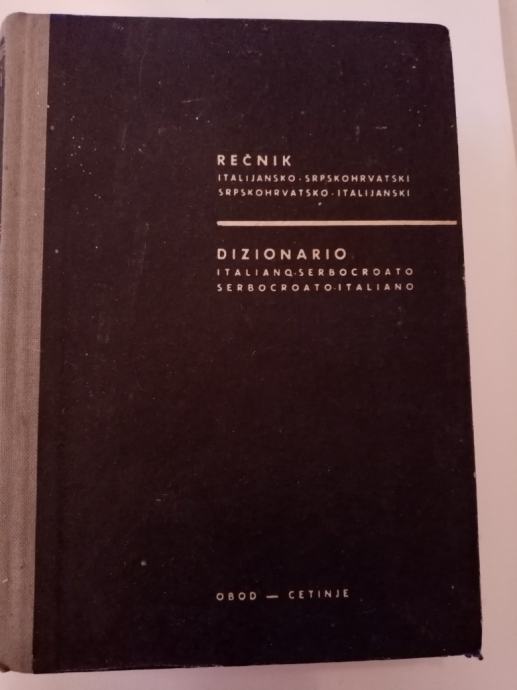 REČNIK
ITALIJANSKO-SRPSKOHRVATSKI
SRPSKOHRVATSKO-ITALIJANSKI
DIZIONARIO
ITALIANO-SERBOCROATO
SERBOCROATO-ITALIANO
OBOD — CETINJE